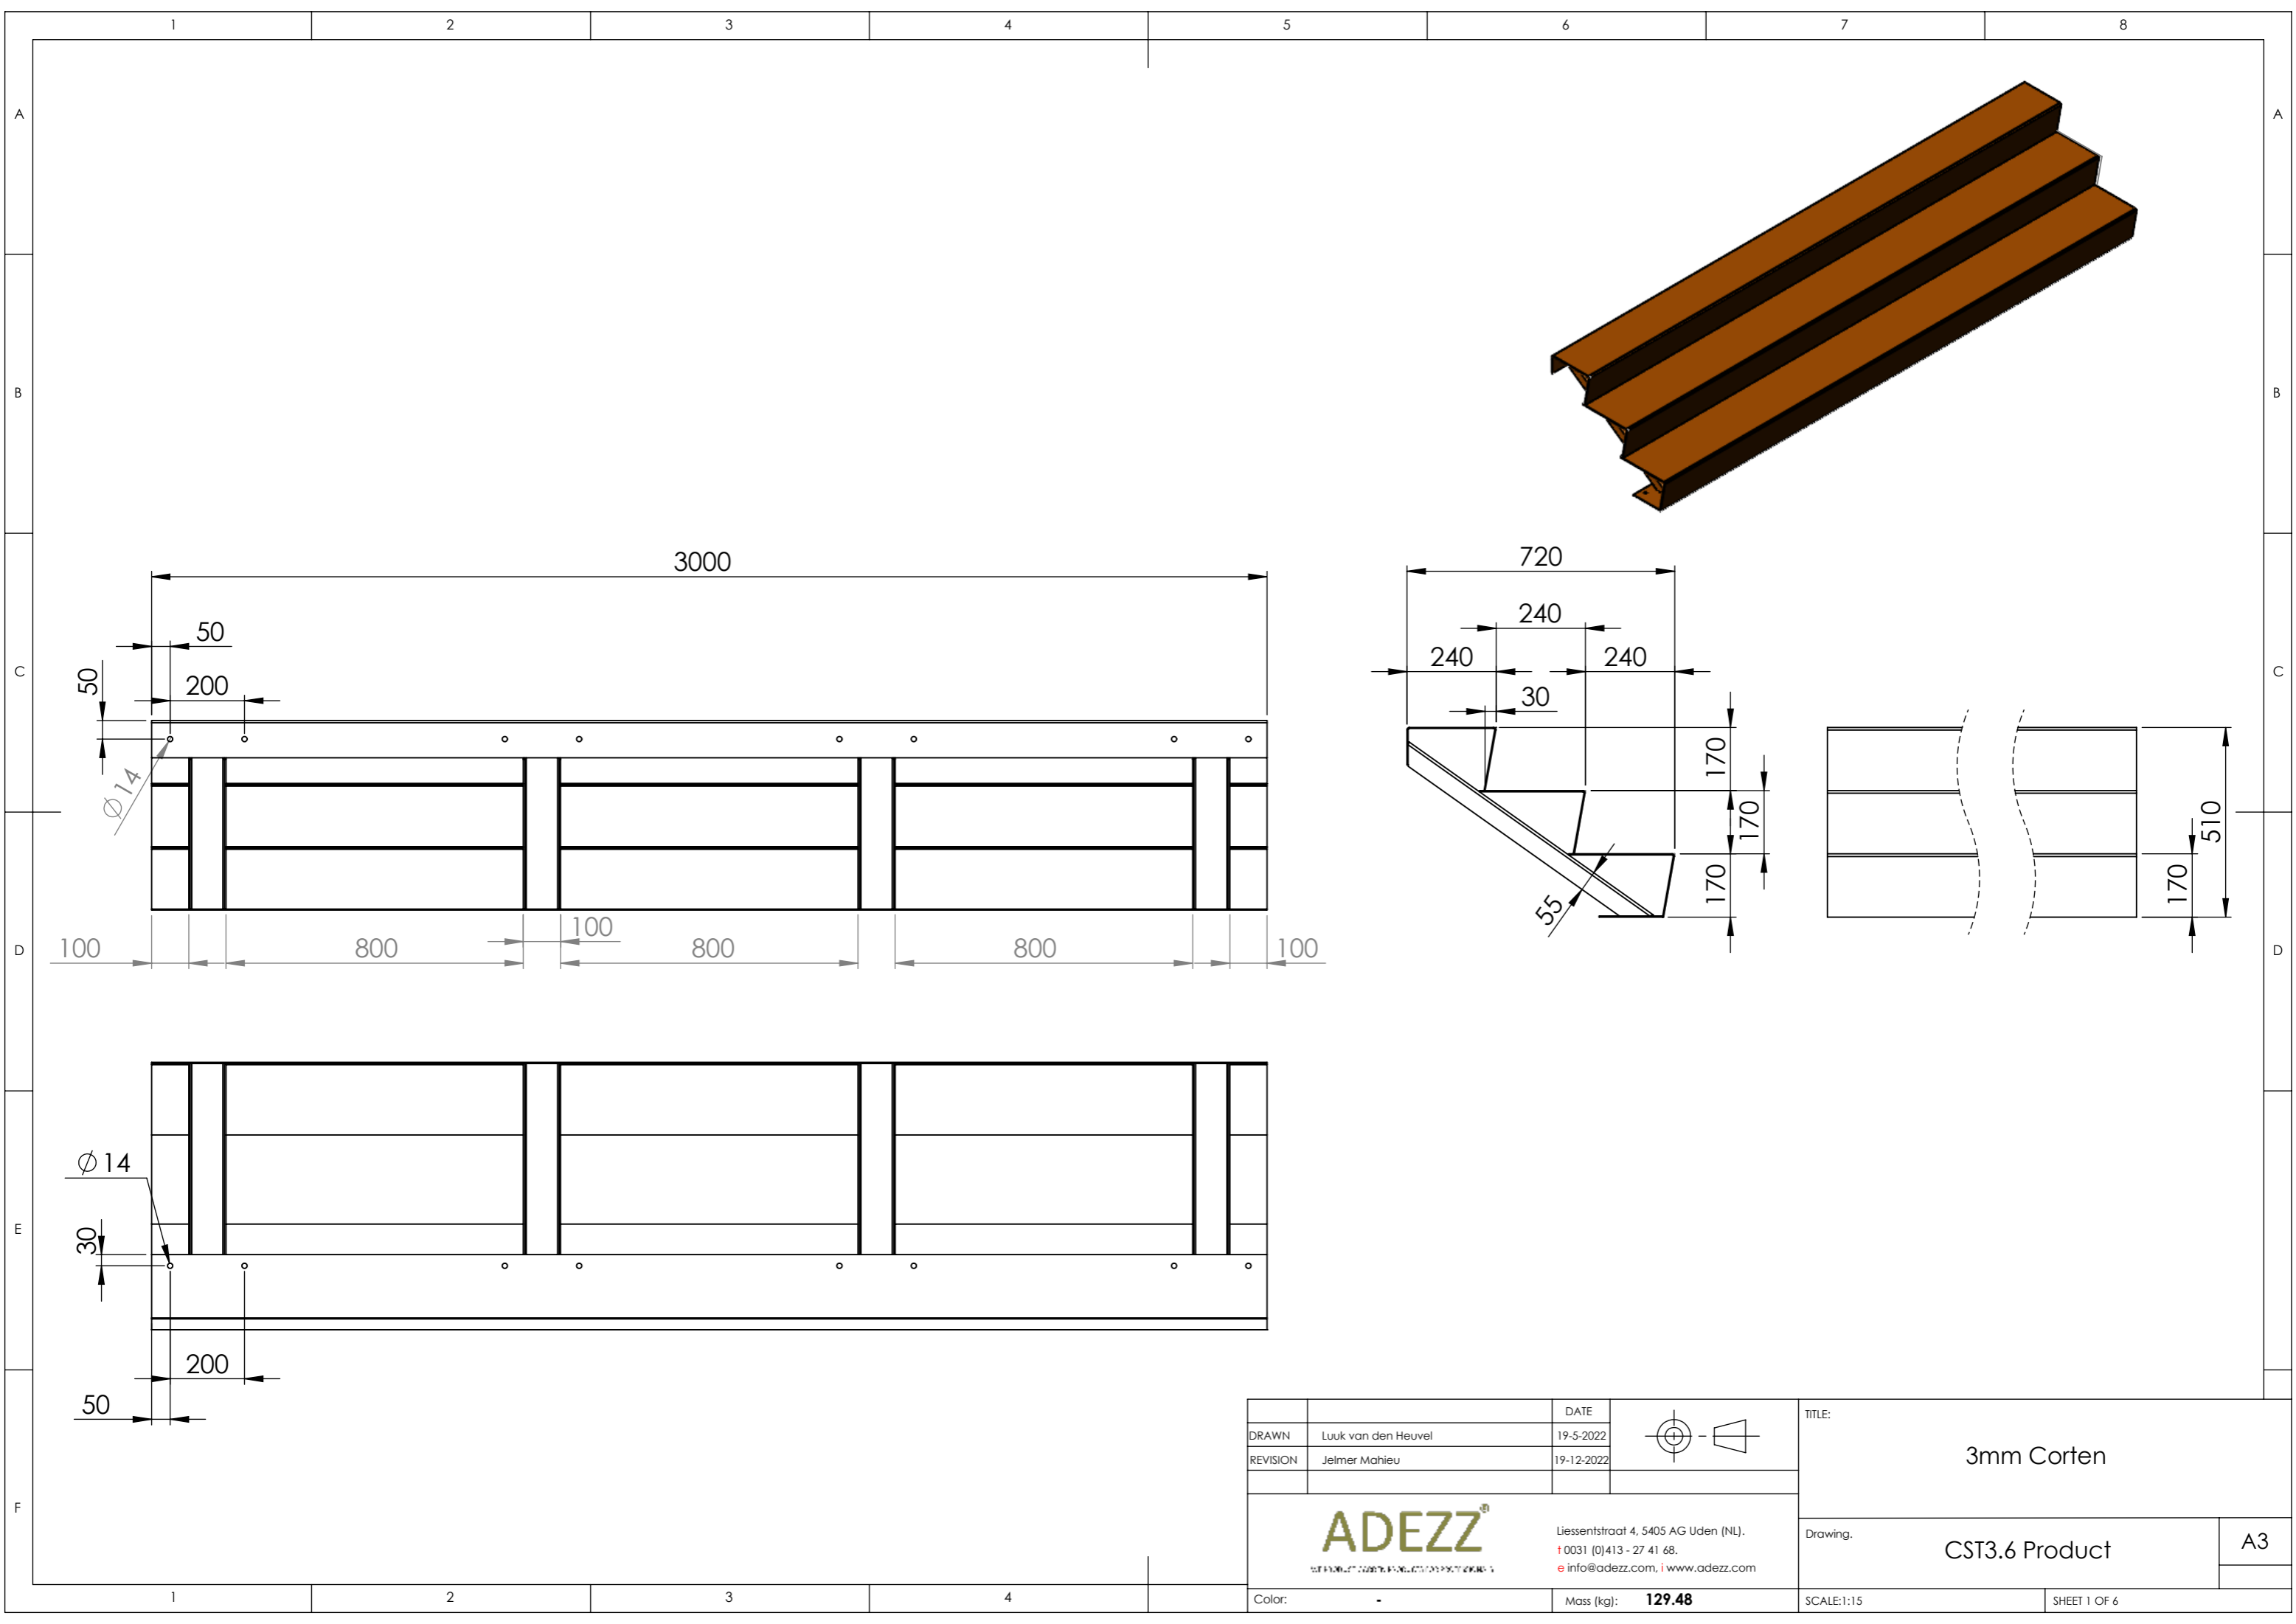 1 2 3 4 5 6 7 8
A A
B B
C C
D D
E E
F
3000
50
50
200
Ø14
100 800 100 800 800 100
720
240
240 240
30
170
170
170
55
510
170
Ø14
30
200
50
DATE
DRAWN Luuk van den Heuvel 19-5-2022
REVISION Jelmer Mahieu 19-12-2022
TITLE:
3mm Corten
ADEZZ
Liessentstraat 4, 5405 AG Uden (NL).
t 0031 (0)413 - 27 41 68.
e info@adezz.com, i www.adezz.com
Drawing.
CST3.6 Product
A3
Color: - Mass (kg): 129.48 SCALE:1:15 SHEET 1 OF 6
1 2 3 4